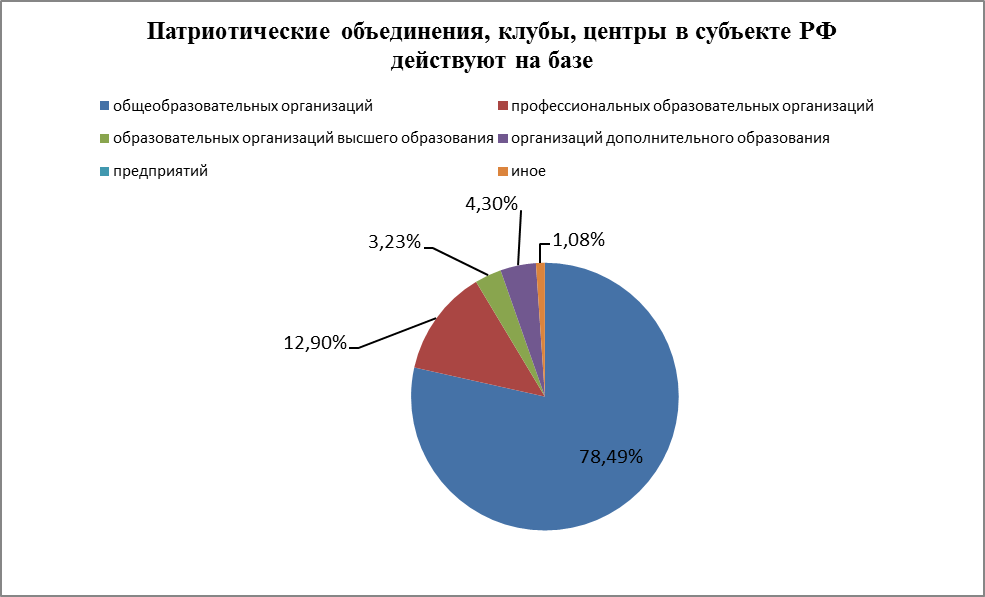 Патриотические объединения, клубы, центры в субъекте РФ
действуют на базе
общеобразовательных организаций
профессиональных образовательных организаций
образовательных организаций высшего образования
организаций дополнительного образования
предприятий
иное
4,30%
3,23%
1,08%
12,90%
78,49%